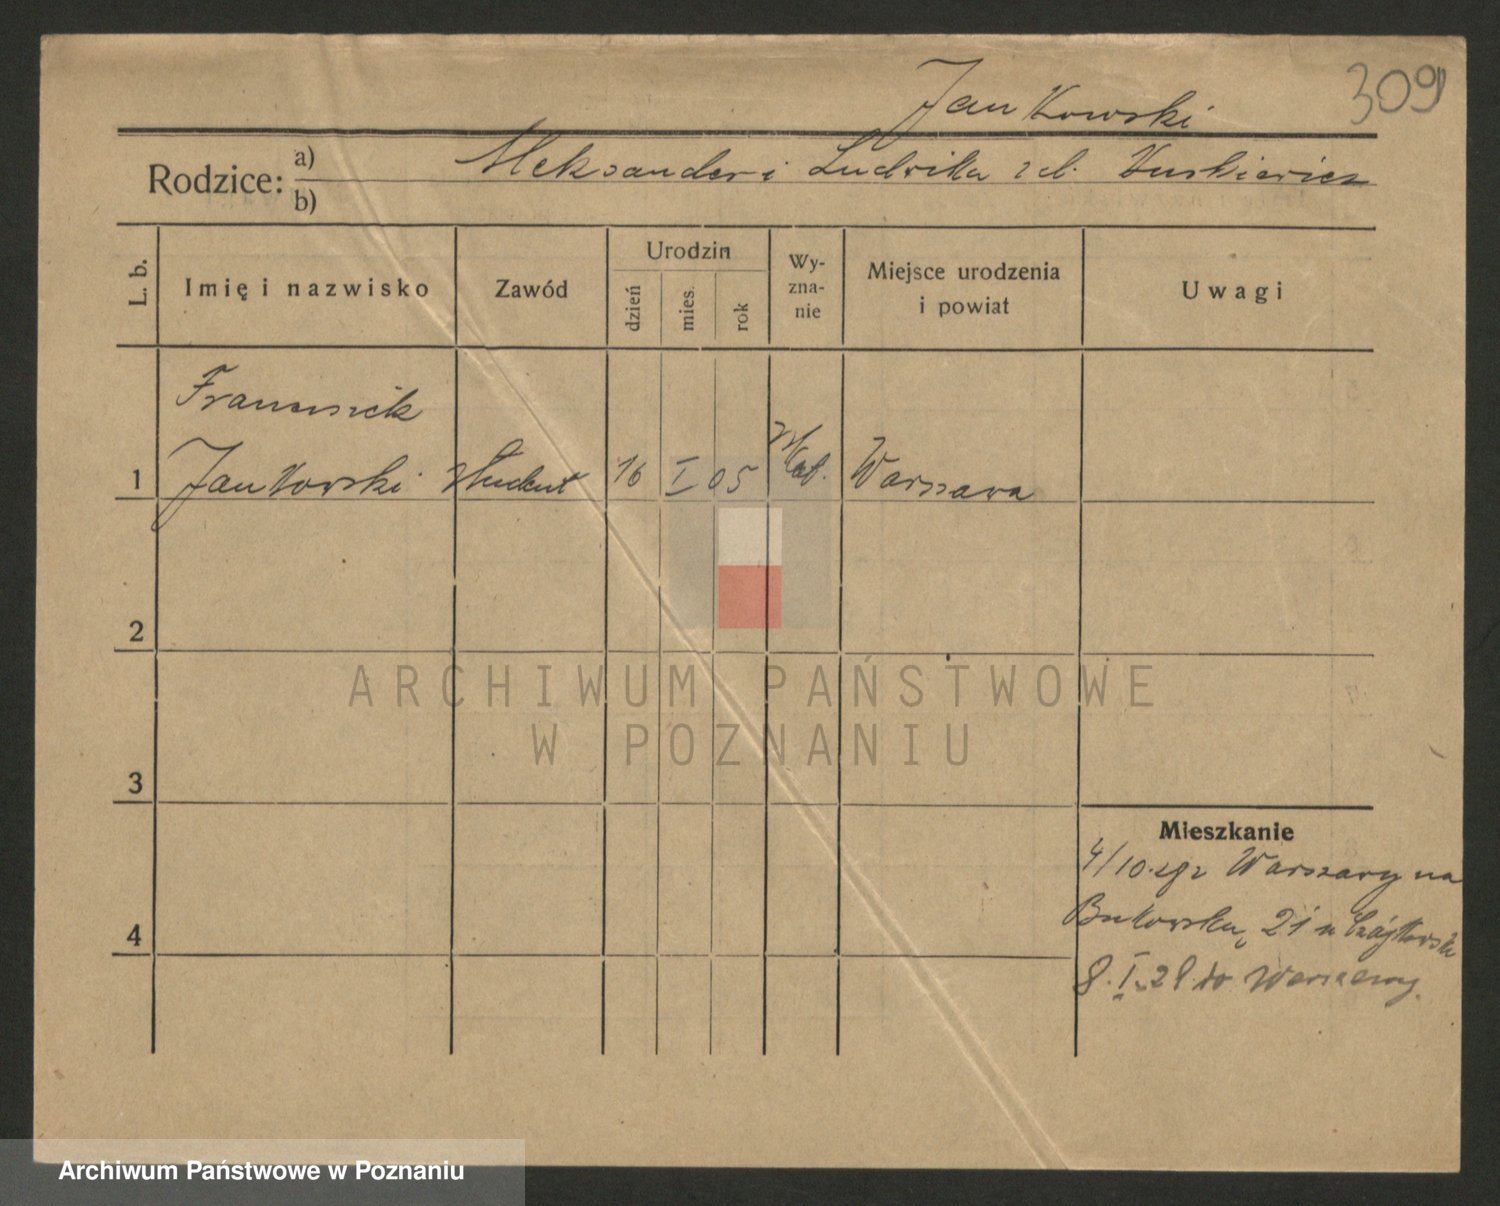 Jankowski
309
Rodzice: a) Aleksander i Ludwika
b)
L. b.
Imię i nazwisko
Zawód
Urodzin
dzień
mies.
rok
Wy-
zna-
nie
Miejsce urodzenia
i powiat
Uwagi
Franciszek
1 Jankowski student 16 I 05 Kat. Warszawa
2
3
4
Mieszkanie
4/10. z Warszawy na
Bukowską 21 u
8. I. 28. do Warszawy.
ARCHIWUM PAŃSTWOWE
W POZNANIU
Archiwum Państwowe w Poznaniu